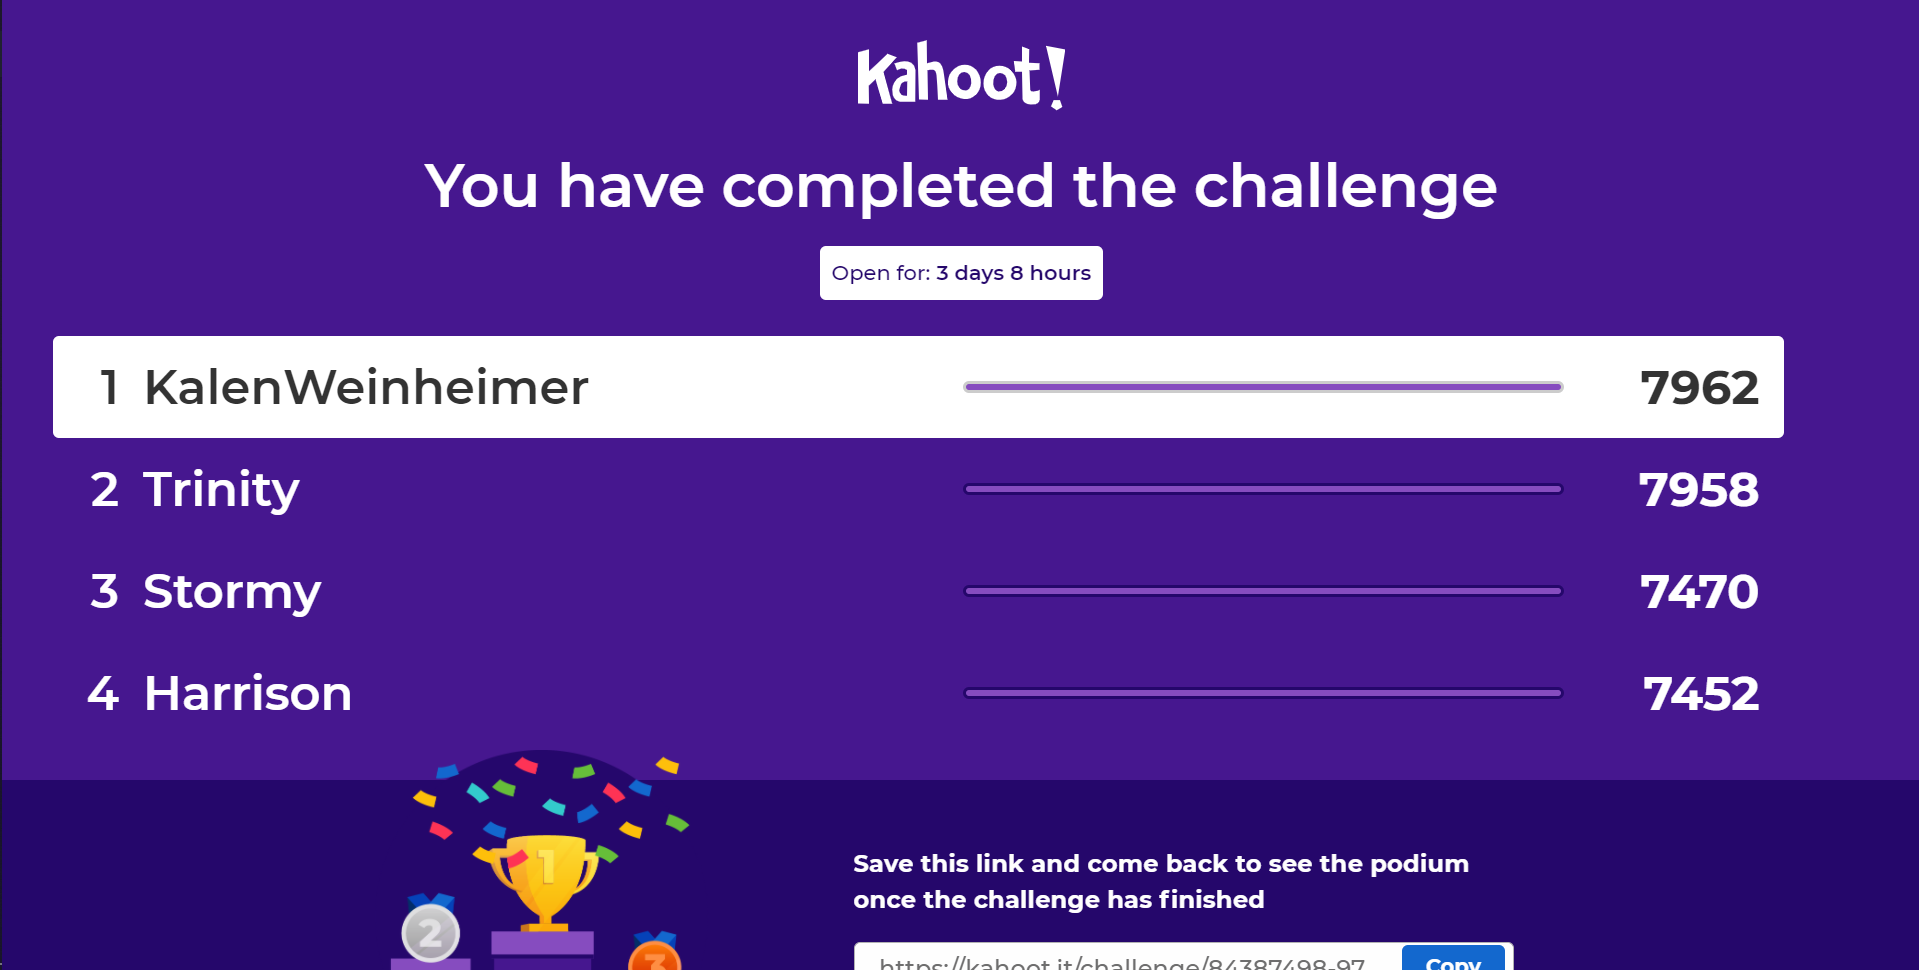 Kahoot!
You have completed the challenge
Open for: 3 days 8 hours
1 KalenWeinheimer 7962
2 Trinity 7958
3 Stormy 7470
4 Harrison 7452
1
Save this link and come back to see the podium
once the challenge has finished
2
3
https://kahoot.it/challenge/84387498-97 Copy